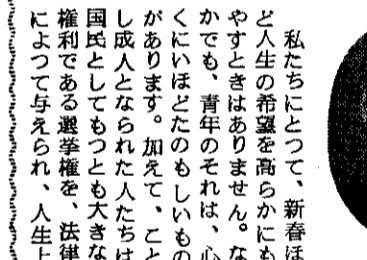 私たちにとつて、新春ほ
ど人生の希望を高らかにも
やすときはありません。な
かでも、青年のそれは、心
くにいほどたのもしいもの
があります。加えて、こと
し成人となられた人たちは
国民としてもつとも大きな
権利である選挙権を、法律
によつて与えられ、人生上